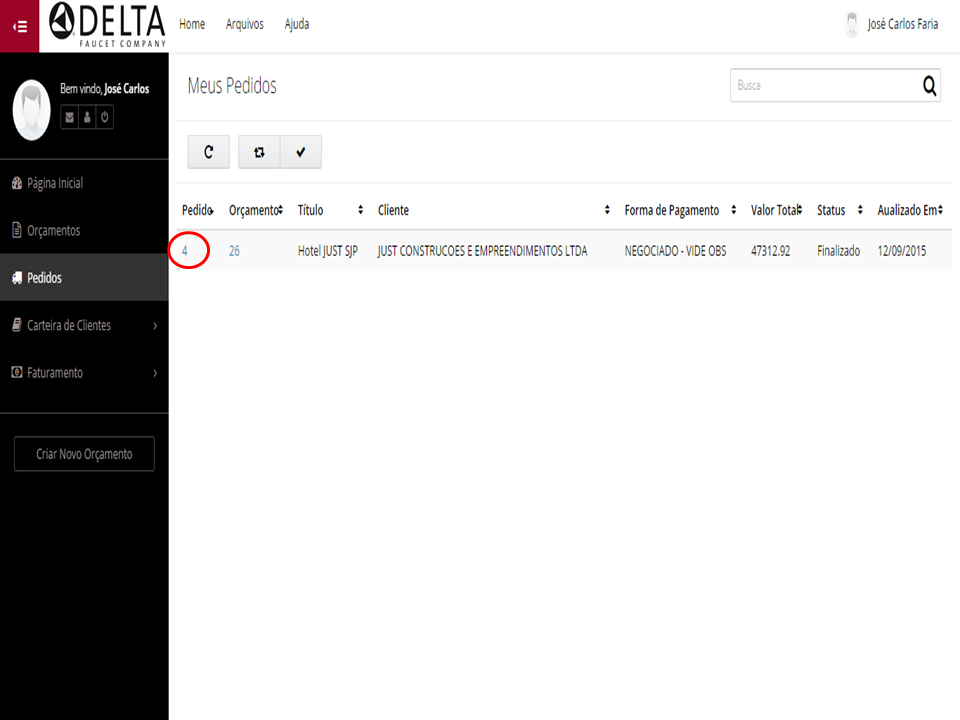 DELTA
FAUCET COMPANY
Home Arquivos Ajuda
José Carlos Faria
Bem vindo, José Carlos
Página Inicial
Orçamentos
Pedidos
Carteira de Clientes
Faturamento
Criar Novo Orçamento
Meus Pedidos
Busca
Pedido Orçamento Título Cliente Forma de Pagamento Valor Total Status Aualizado Em
4 26 Hotel JUST SJP JUST CONSTRUCOES E EMPREENDIMENTOS LTDA NEGOCIADO - VIDE OBS 47312.92 Finalizado 12/09/2015